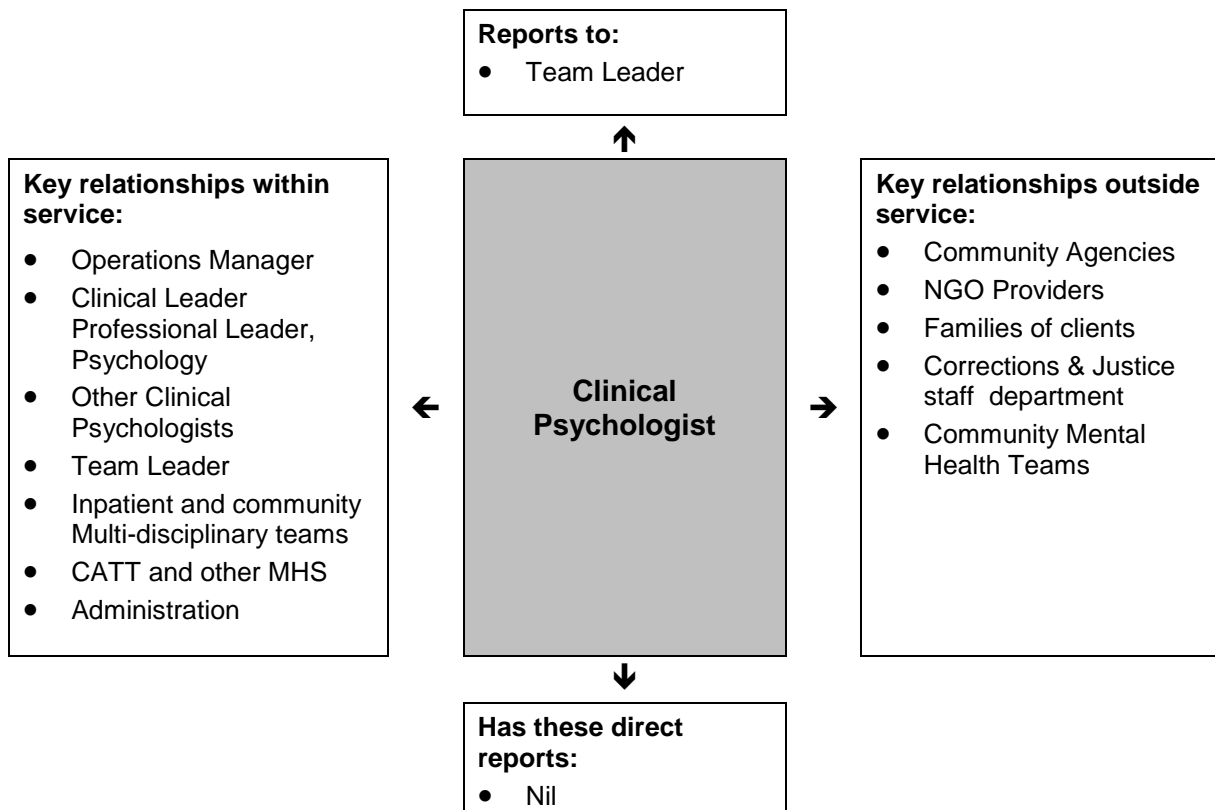 Reports to:
● Team Leader
Key relationships within
service:
● Operations Manager
● Clinical Leader
Professional Leader,
Psychology
● Other Clinical
Psychologists
● Team Leader
● Inpatient and community
Multi-disciplinary teams
● CATT and other MHS
● Administration
Clinical
Psychologist
Key relationships outside
service:
● Community Agencies
● NGO Providers
● Families of clients
● Corrections & Justice
staff department
● Community Mental
Health Teams
Has these direct
reports:
● Nil